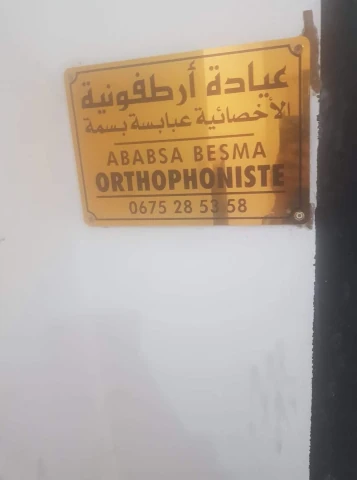 عيادة أرطفونية
الأخصائية عبابسة بسمة
ABABSA BESMA
ORTHOPHONISTE
0675 28 53 58